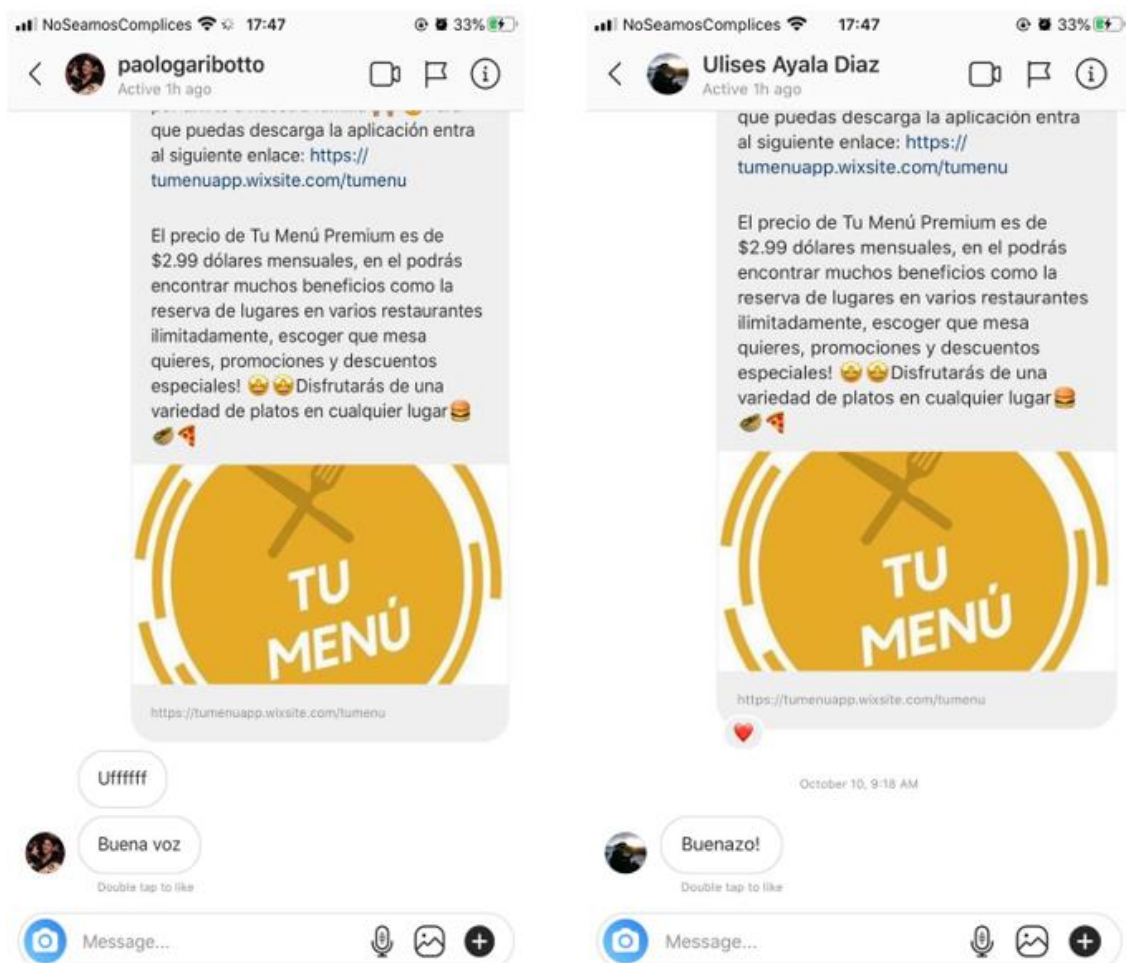 NoSeamosComplices 17:47 33%
paologaribotto
Active 1h ago
que puedas descarga la aplicación entra
al siguiente enlace: https://
tumenuapp.wixsite.com/tumenu
El precio de Tu Menú Premium es de
$2.99 dólares mensuales, en el podrás
encontrar muchos beneficios como la
reserva de lugares en varios restaurantes
ilimitadamente, escoger que mesa
quieres, promociones y descuentos
especiales! 🤩🤩Disfrutarás de una
variedad de platos en cualquier lugar🍔
🥙🍕
TU
MENÚ
https://tumenuapp.wixsite.com/tumenu
Uffffff
Buena voz
Double tap to like
Message...
NoSeamosComplices 17:47 33%
Ulises Ayala Diaz
Active 1h ago
que puedas descarga la aplicación entra
al siguiente enlace: https://
tumenuapp.wixsite.com/tumenu
El precio de Tu Menú Premium es de
$2.99 dólares mensuales, en el podrás
encontrar muchos beneficios como la
reserva de lugares en varios restaurantes
ilimitadamente, escoger que mesa
quieres, promociones y descuentos
especiales! 🤩🤩Disfrutarás de una
variedad de platos en cualquier lugar🍔
🥙🍕
TU
MENÚ
https://tumenuapp.wixsite.com/tumenu
❤️
October 10, 9:18 AM
Buenazo!
Double tap to like
Message...